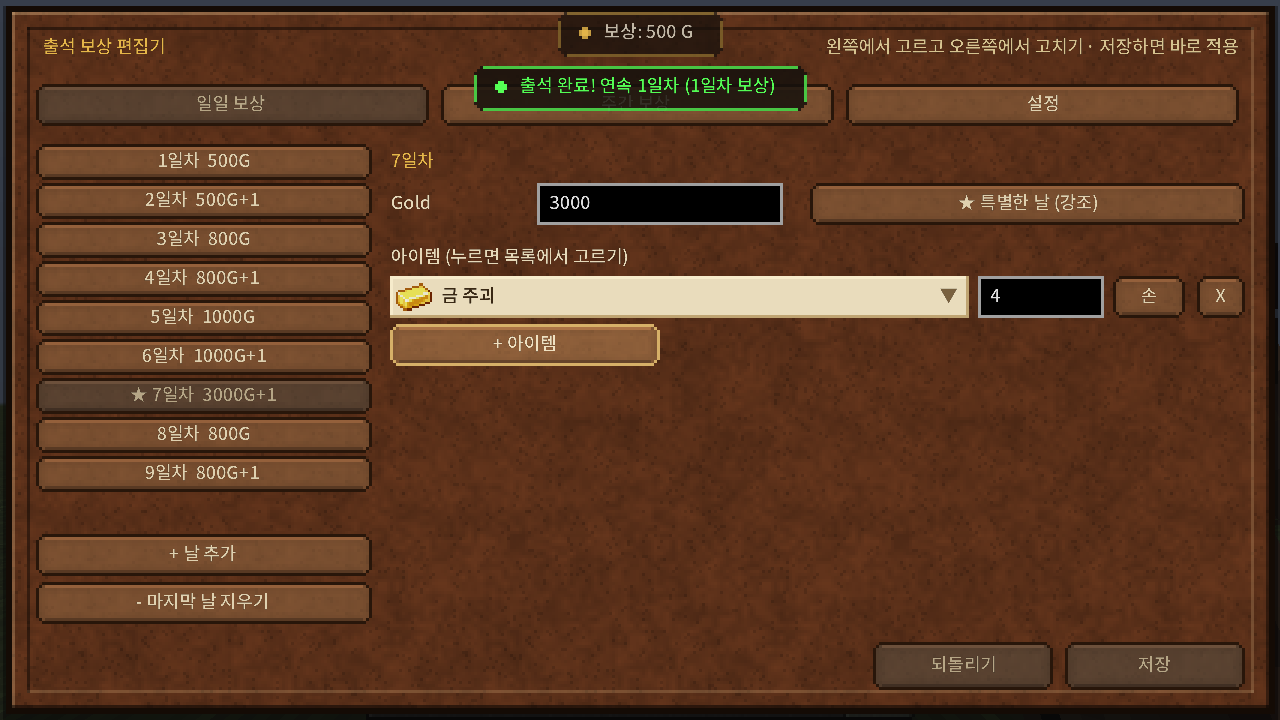 보상: 500 G
출석 보상 편집기
왼쪽에서 고르고 오른쪽에서 고치기 · 저장하면 바로 적용
출석 완료! 연속 1일차 (1일차 보상)
일일 보상
주간 보상
설정
1일차 500G
2일차 500G+1
3일차 800G
4일차 800G+1
5일차 1000G
6일차 1000G+1
★ 7일차 3000G+1
8일차 800G
9일차 800G+1
+ 날 추가
- 마지막 날 지우기
7일차
Gold
3000
★ 특별한 날 (강조)
아이템 (누르면 목록에서 고르기)
금 주괴
4
손
X
+ 아이템
되돌리기
저장